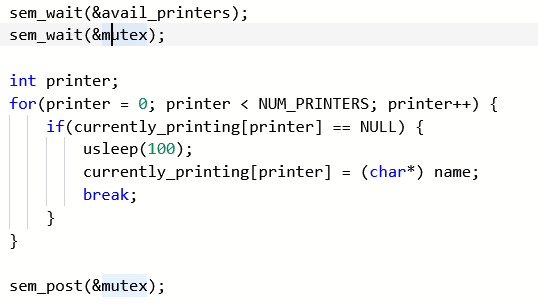 sem_wait(&avail_printers);
sem_wait(&mutex);
int printer;
for(printer = 0; printer < NUM_PRINTERS; printer++) {
if(currently_printing[printer] == NULL) {
usleep(100);
currently_printing[printer] = (char*) name;
break;
}
}
sem_post(&mutex);